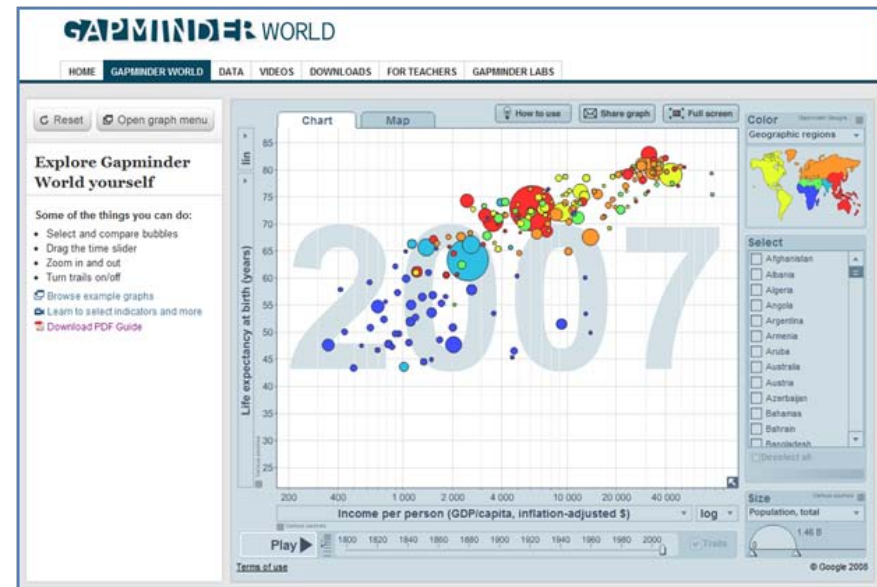 GAPMINDER WORLD
HOME GAPMINDER WORLD DATA VIDEOS DOWNLOADS FOR TEACHERS GAPMINDER LABS
Reset Open graph menu
Explore Gapminder
World yourself
Some of the things you can do:
• Select and compare bubbles
• Drag the time slider
• Zoom in and out
• Turn trails on/off
Browse example graphs
Learn to select indicators and more
Download PDF Guide
Chart Map
How to use Share graph Full screen
lin
Life expectancy at birth (years)
85
80
75
70
65
60
55
50
45
40
35
30
25
2007
200 400 1 000 2 000 4 000 10 000 20 000 40 000
Income per person (GDP/capita, inflation-adjusted $) log
Play 1800 1820 1840 1860 1880 1900 1920 1940 1960 1980 2000 Trails
Terms of use
Color
Geographic regions
Select
Afghanistan
Albania
Algeria
Angola
Argentina
Armenia
Aruba
Australia
Austria
Azerbaijan
Bahamas
Bahrain
Bangladesh
Deselect all
Size
Population, total
1.46 B
0
© Google 2008